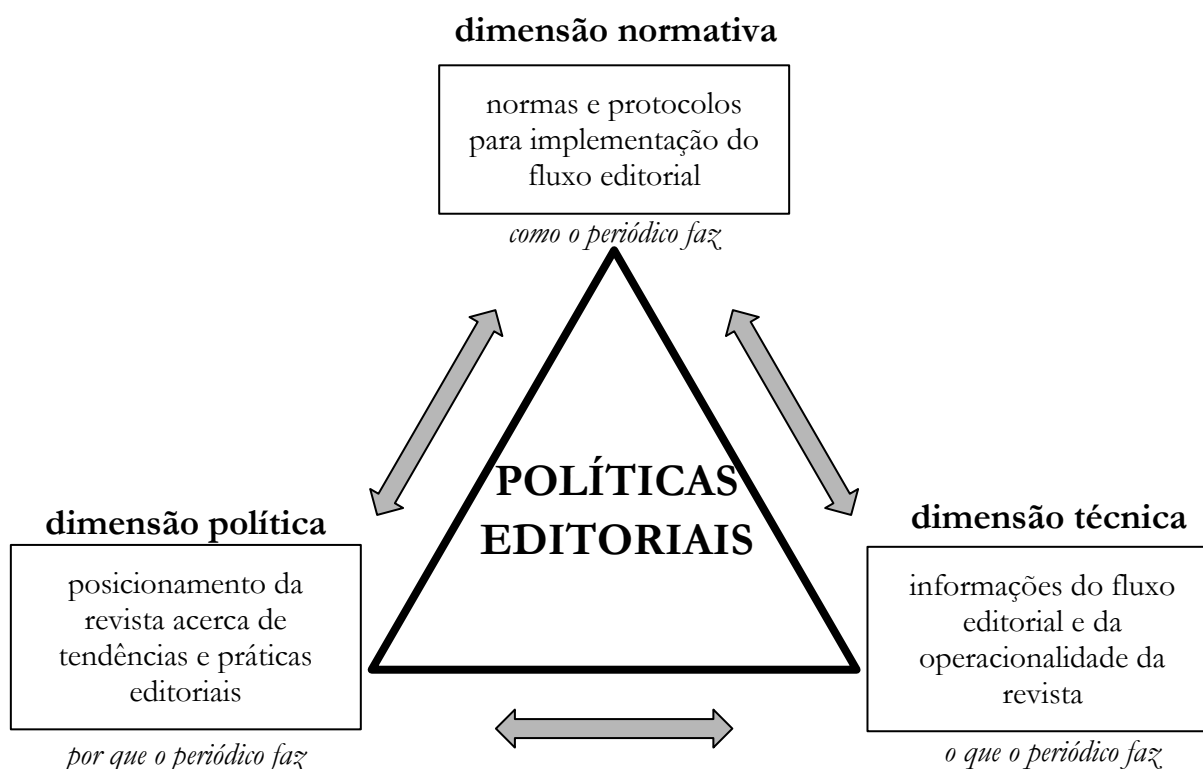 dimensão normativa
normas e protocolos
para implementação do
fluxo editorial
como o periódico faz
POLÍTICAS
EDITORIAIS
dimensão política
posicionamento da
revista acerca de
tendências e práticas
editoriais
por que o periódico faz
dimensão técnica
informações do fluxo
editorial e da
operacionalidade da
revista
o que o periódico faz